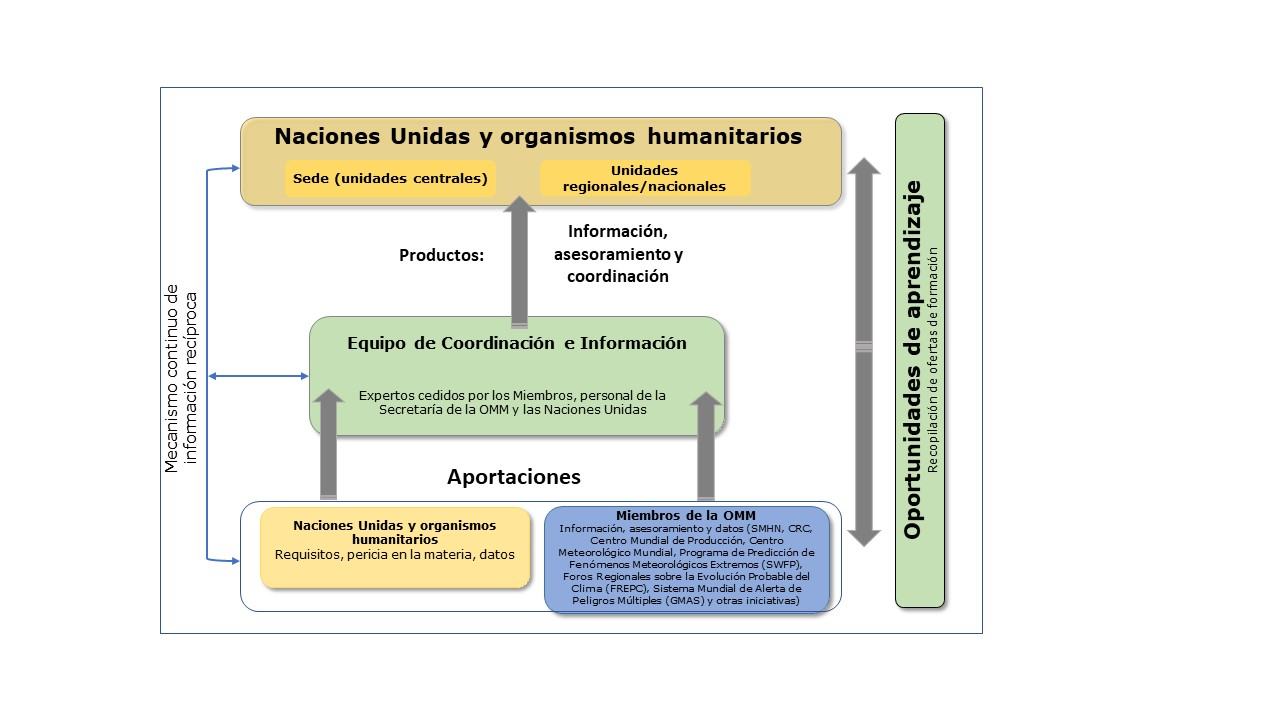 Naciones Unidas y organismos humanitarios
Sede (unidades centrales)
Unidades
regionales/nacionales
Productos:
Información,
asesoramiento y
coordinación
Equipo de Coordinación e Información
Expertos cedidos por los Miembros, personal de la
Secretaría de la OMM y las Naciones Unidas
Aportaciones
Naciones Unidas y organismos
humanitarios
Requisitos, pericia en la materia, datos
Miembros de la OMM
Información, asesoramiento y datos (SMHN, CRC,
Centro Mundial de Producción, Centro
Meteorológico Mundial, Programa de Predicción de
Fenómenos Meteorológicos Extremos (SWFP),
Foros Regionales sobre la Evolución Probable del
Clima (FREPC), Sistema Mundial de Alerta de
Peligros Múltiples (GMAS) y otras iniciativas)
Mecanismo continuo de
información recíproca
Oportunidades de aprendizaje
Recopilación de ofertas de formación